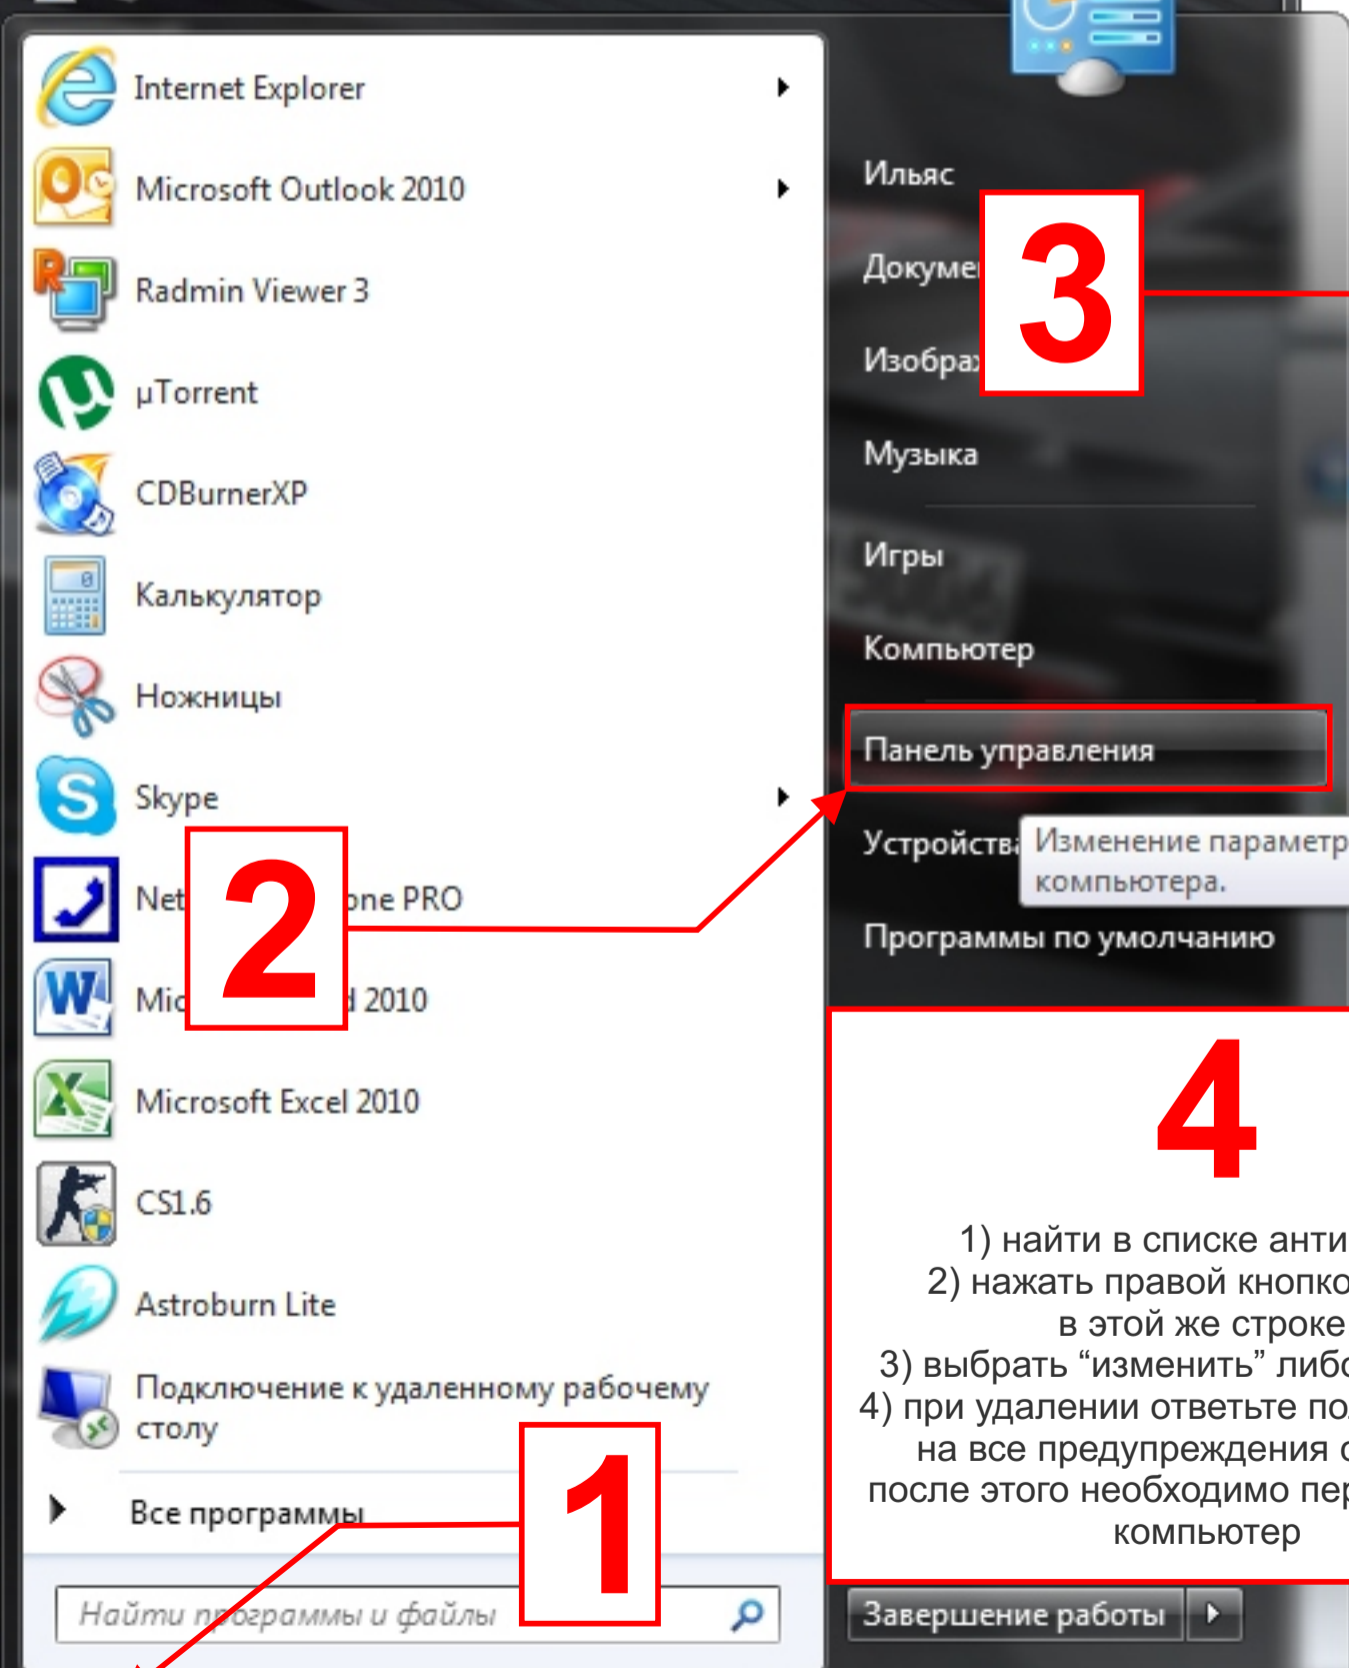 Internet Explorer
Microsoft Outlook 2010
Radmin Viewer 3
µTorrent
CDBurnerXP
Калькулятор
Ножницы
Skype
Net
one PRO
2
Mic
d 2010
Microsoft Excel 2010
CS1.6
Astroburn Lite
Подключение к удаленному рабочему
столу
Все программы
1
Найти программы и файлы
Ильяс
Докуме
3
Изобра
Музыка
Игры
Компьютер
Панель управления
Устройства
Изменение параметр
компьютера.
Программы по умолчанию
4
1) найти в списке анти
2) нажать правой кнопко
в этой же строке
3) выбрать “изменить” либо
4) при удалении ответьте пол
на все предупреждения с
после этого необходимо пер
компьютер
Завершение работы